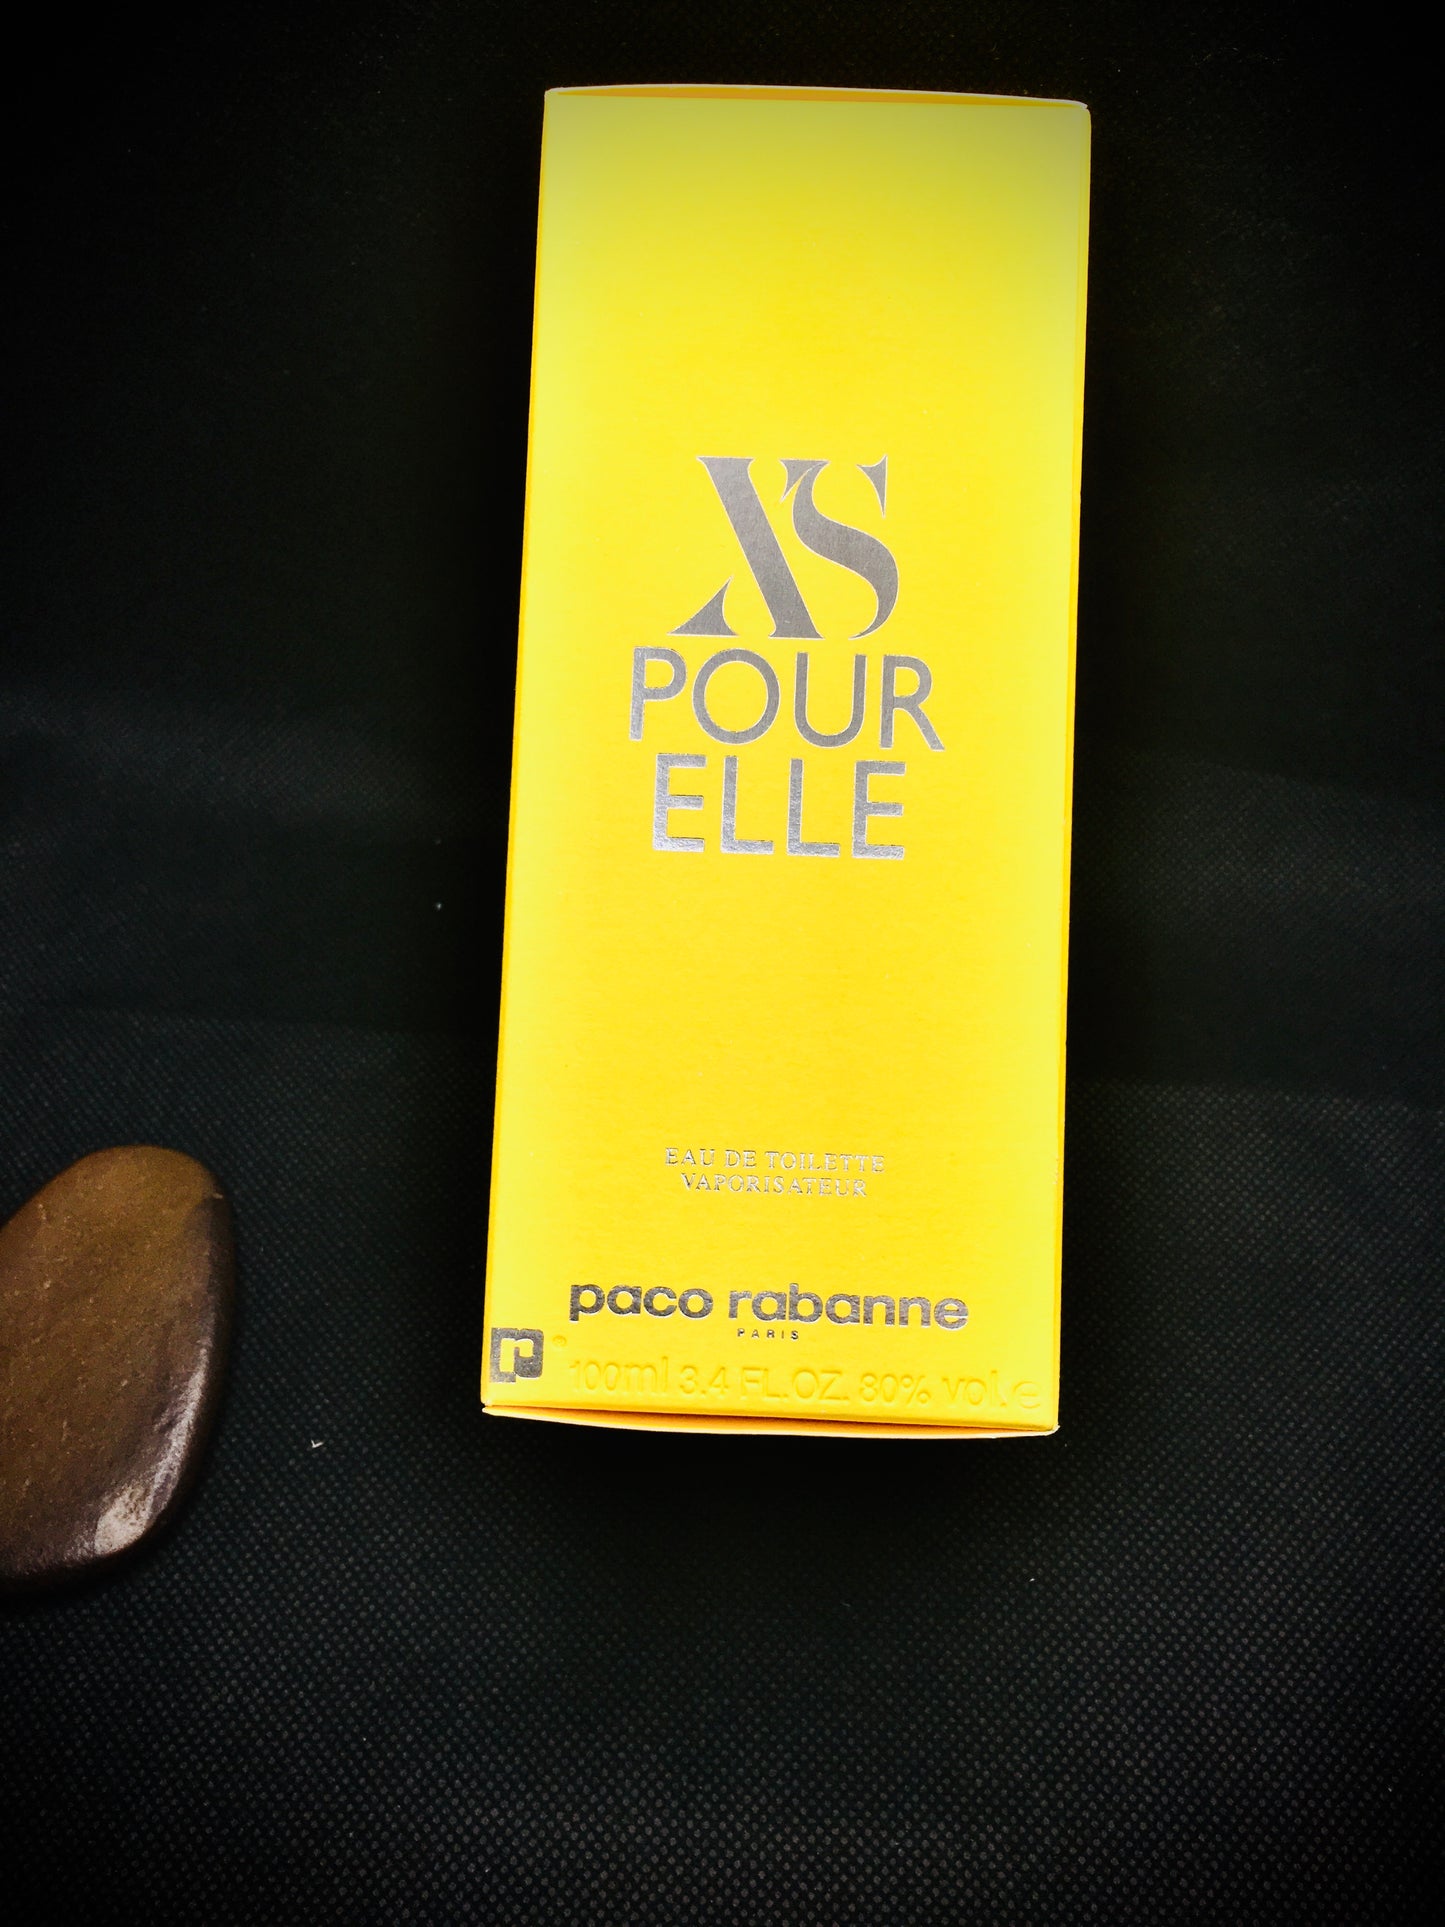 XS
POUR
ELLE
EAU DE TOILETTE
VAPORISATEUR
paco rabanne
PARIS
100ml 3.4 FL.OZ. 80% vol. e